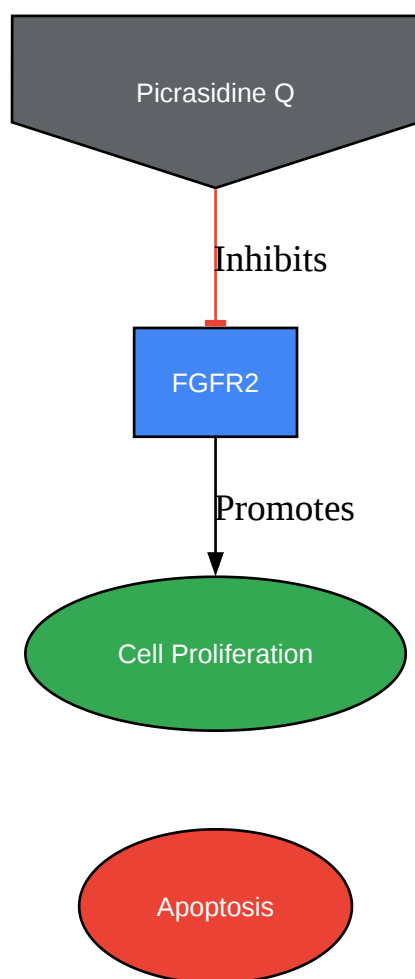 Picrasidine Q
Inhibits
FGFR2
Promotes
Cell Proliferation
Apoptosis